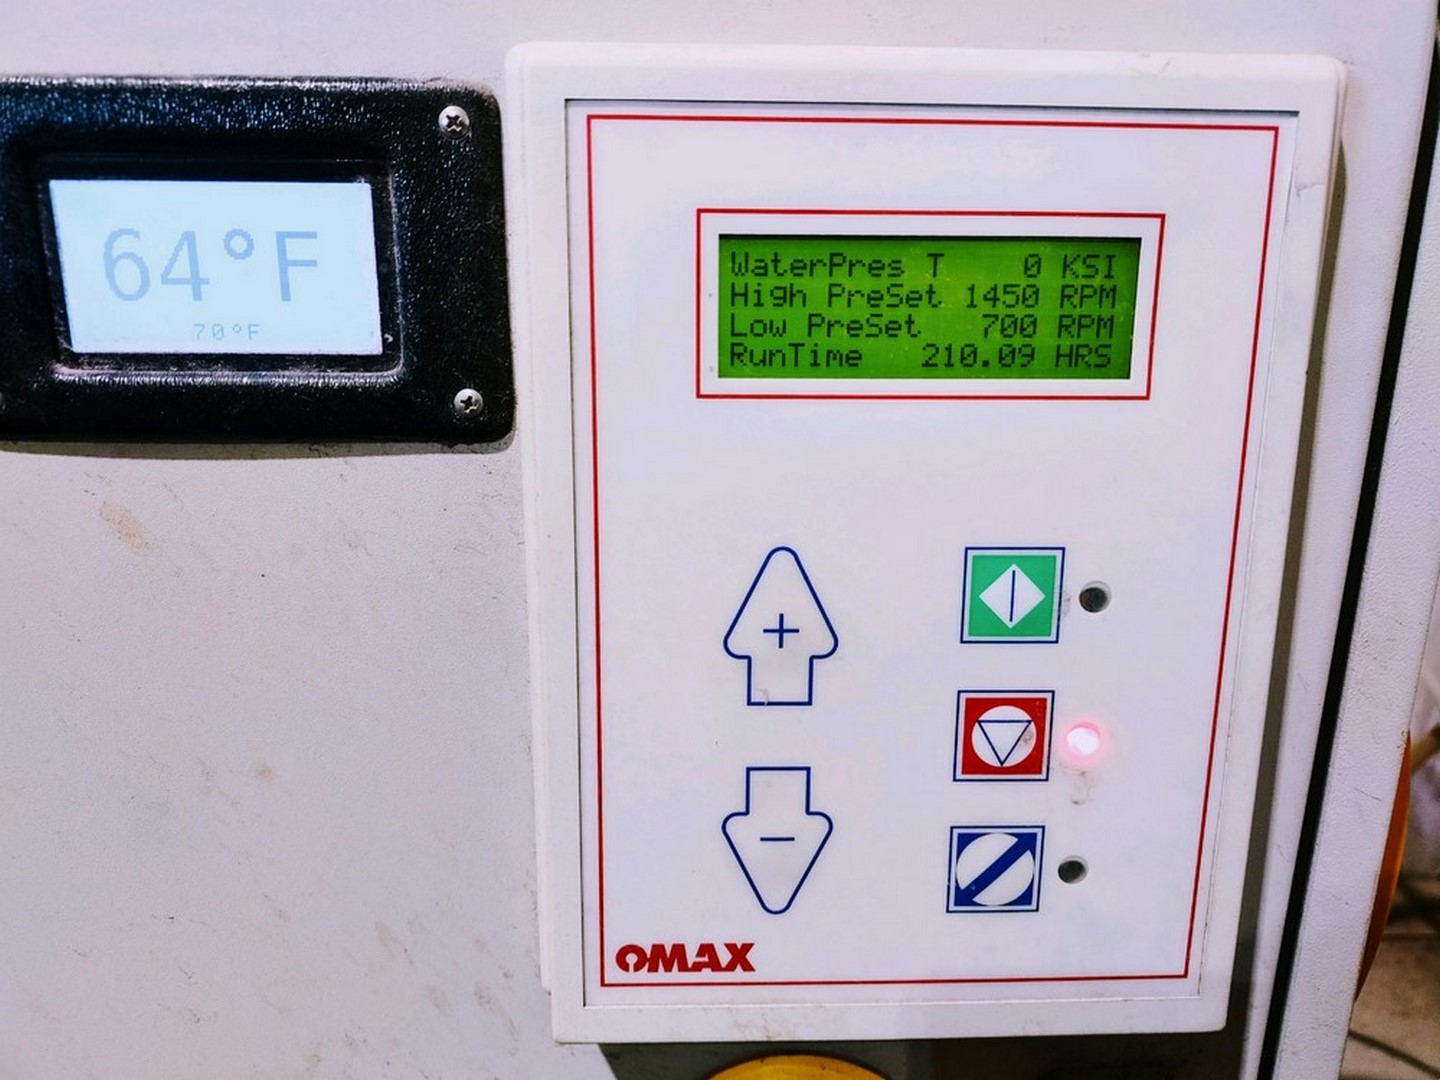 64°F
70°F
WaterPres T 0 KSI
High PreSet 1450 RPM
Low PreSet 700 RPM
RunTime 210.09 HRS
+
-
OMAX